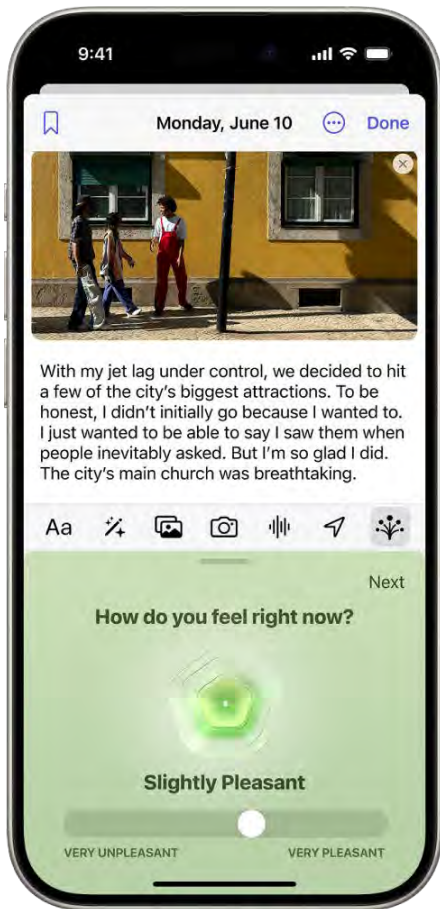 9:41
Monday, June 10
Done
With my jet lag under control, we decided to hit
a few of the city's biggest attractions. To be
honest, I didn't initially go because I wanted to.
I just wanted to be able to say I saw them when
people inevitably asked. But I'm so glad I did.
The city's main church was breathtaking.
Aa
Next
How do you feel right now?
Slightly Pleasant
VERY UNPLEASANT VERY PLEASANT